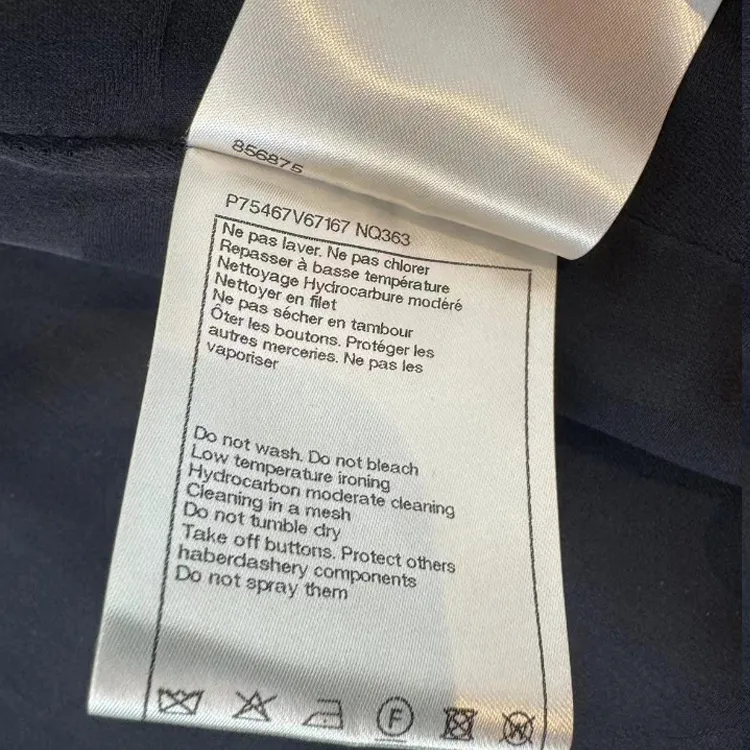 856875
P75467V67167 NQ363
Ne pas laver. Ne pas chlorer
Repasser à basse température
Nettoyage Hydrocarbure modéré
Nettoyer en filet
Ne pas sécher en tambour
Ôter les boutons. Protéger les
autres merceries. Ne pas les
vaporiser
Do not wash. Do not bleach
Low temperature ironing
Hydrocarbon moderate cleaning
Cleaning in a mesh
Do not tumble dry
Take off buttons. Protect others
haberdashery components
Do not spray them
F
W